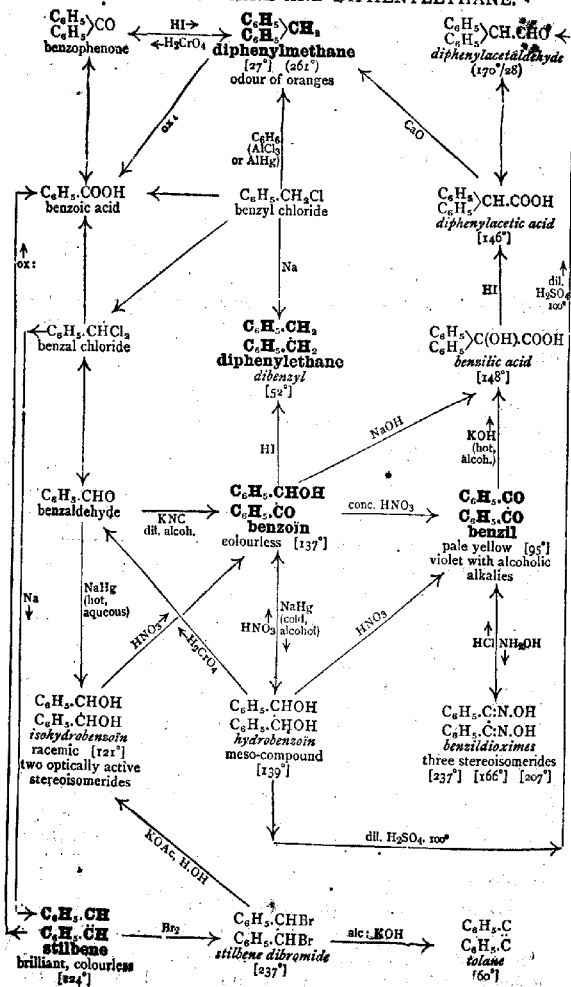 C₆H₅
C₆H₅>CO
benzophenone
HI→
←H₂CrO₄
C₆H₅
C₆H₅>CH₂
diphenylmethane
[27°] (261°)
odour of oranges
C₆H₅
C₆H₅>CH.CHO
diphenylacetaldehyde
(170°/28)
ox:
C₆H₆
(AlCl₃
or AlHg)
CaO
C₆H₅.COOH
benzoic acid
C₆H₅.CH₂Cl
benzyl chloride
C₆H₅
C₆H₅>CH.COOH
diphenylacetic acid
[146°]
ox:
Na
HI
dil.
H₂SO₄
100°
C₆H₅.CHCl₂
benzal chloride
C₆H₅.CH₂
C₆H₅.CH₂
diphenylethane
dibenzyl
[52°]
C₆H₅
C₆H₅>C(OH).COOH
benzilic acid
[148°]
HI
NaOH
KOH
(hot,
alcoh.)
C₆H₅.CHO
benzaldehyde
KNC
dil. alcoh.
C₆H₅.CHOH
C₆H₅.CO
benzoïn
colourless [137°]
conc. HNO₃
C₆H₅.CO
C₆H₅.CO
benzil
pale yellow [95°]
violet with alcoholic
alkalies
Na
NaHg
(hot,
aqueous)
HNO₃
H₂CrO₄
HNO₃
NaHg
(cold,
alcohol)
HNO₃
HCl
NH₂OH
C₆H₅.CHOH
C₆H₅.CHOH
isohydrobenzoïn
racemic [121°]
two optically active
stereoisomerides
C₆H₅.CHOH
C₆H₅.CHOH
hydrobenzoïn
meso-compound
[139°]
C₆H₅.C:N.OH
C₆H₅.C:N.OH
benzildioximes
three stereoisomerides
[237°] [166°] [207°]
dil. H₂SO₄, 100°
KOAc, H.OH
C₆H₅.CH
C₆H₅.CH
stilbene
brilliant, colourless
[124°]
Br₂
C₆H₅.CHBr
C₆H₅.CHBr
stilbene dibromide
[237°]
alc: KOH
C₆H₅.C
C₆H₅.C
tolane
[60°]